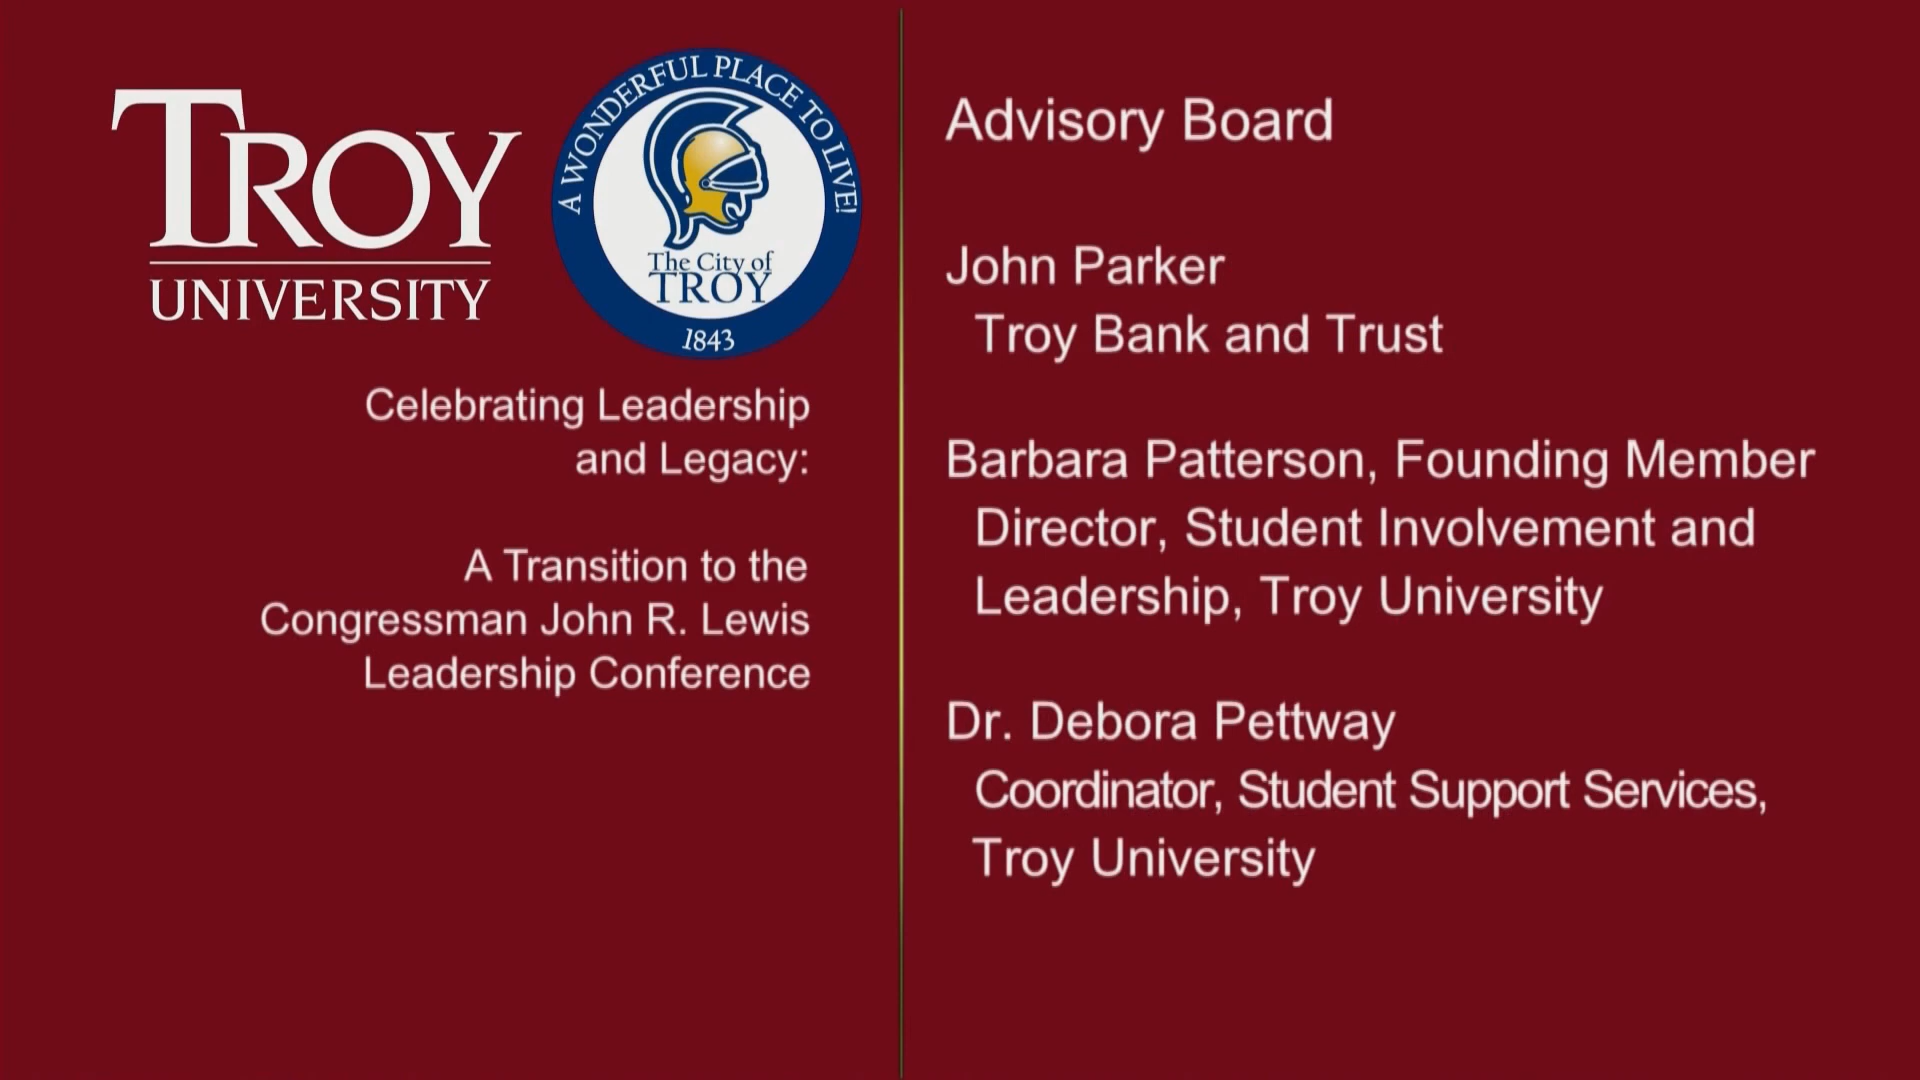 TROY
UNIVERSITY
A WONDERFUL PLACE TO LIVE!
The City of
TROY
1843
Celebrating Leadership
and Legacy:
A Transition to the
Congressman John R. Lewis
Leadership Conference
Advisory Board
John Parker
Troy Bank and Trust
Barbara Patterson, Founding Member
Director, Student Involvement and
Leadership, Troy University
Dr. Debora Pettway
Coordinator, Student Support Services,
Troy University